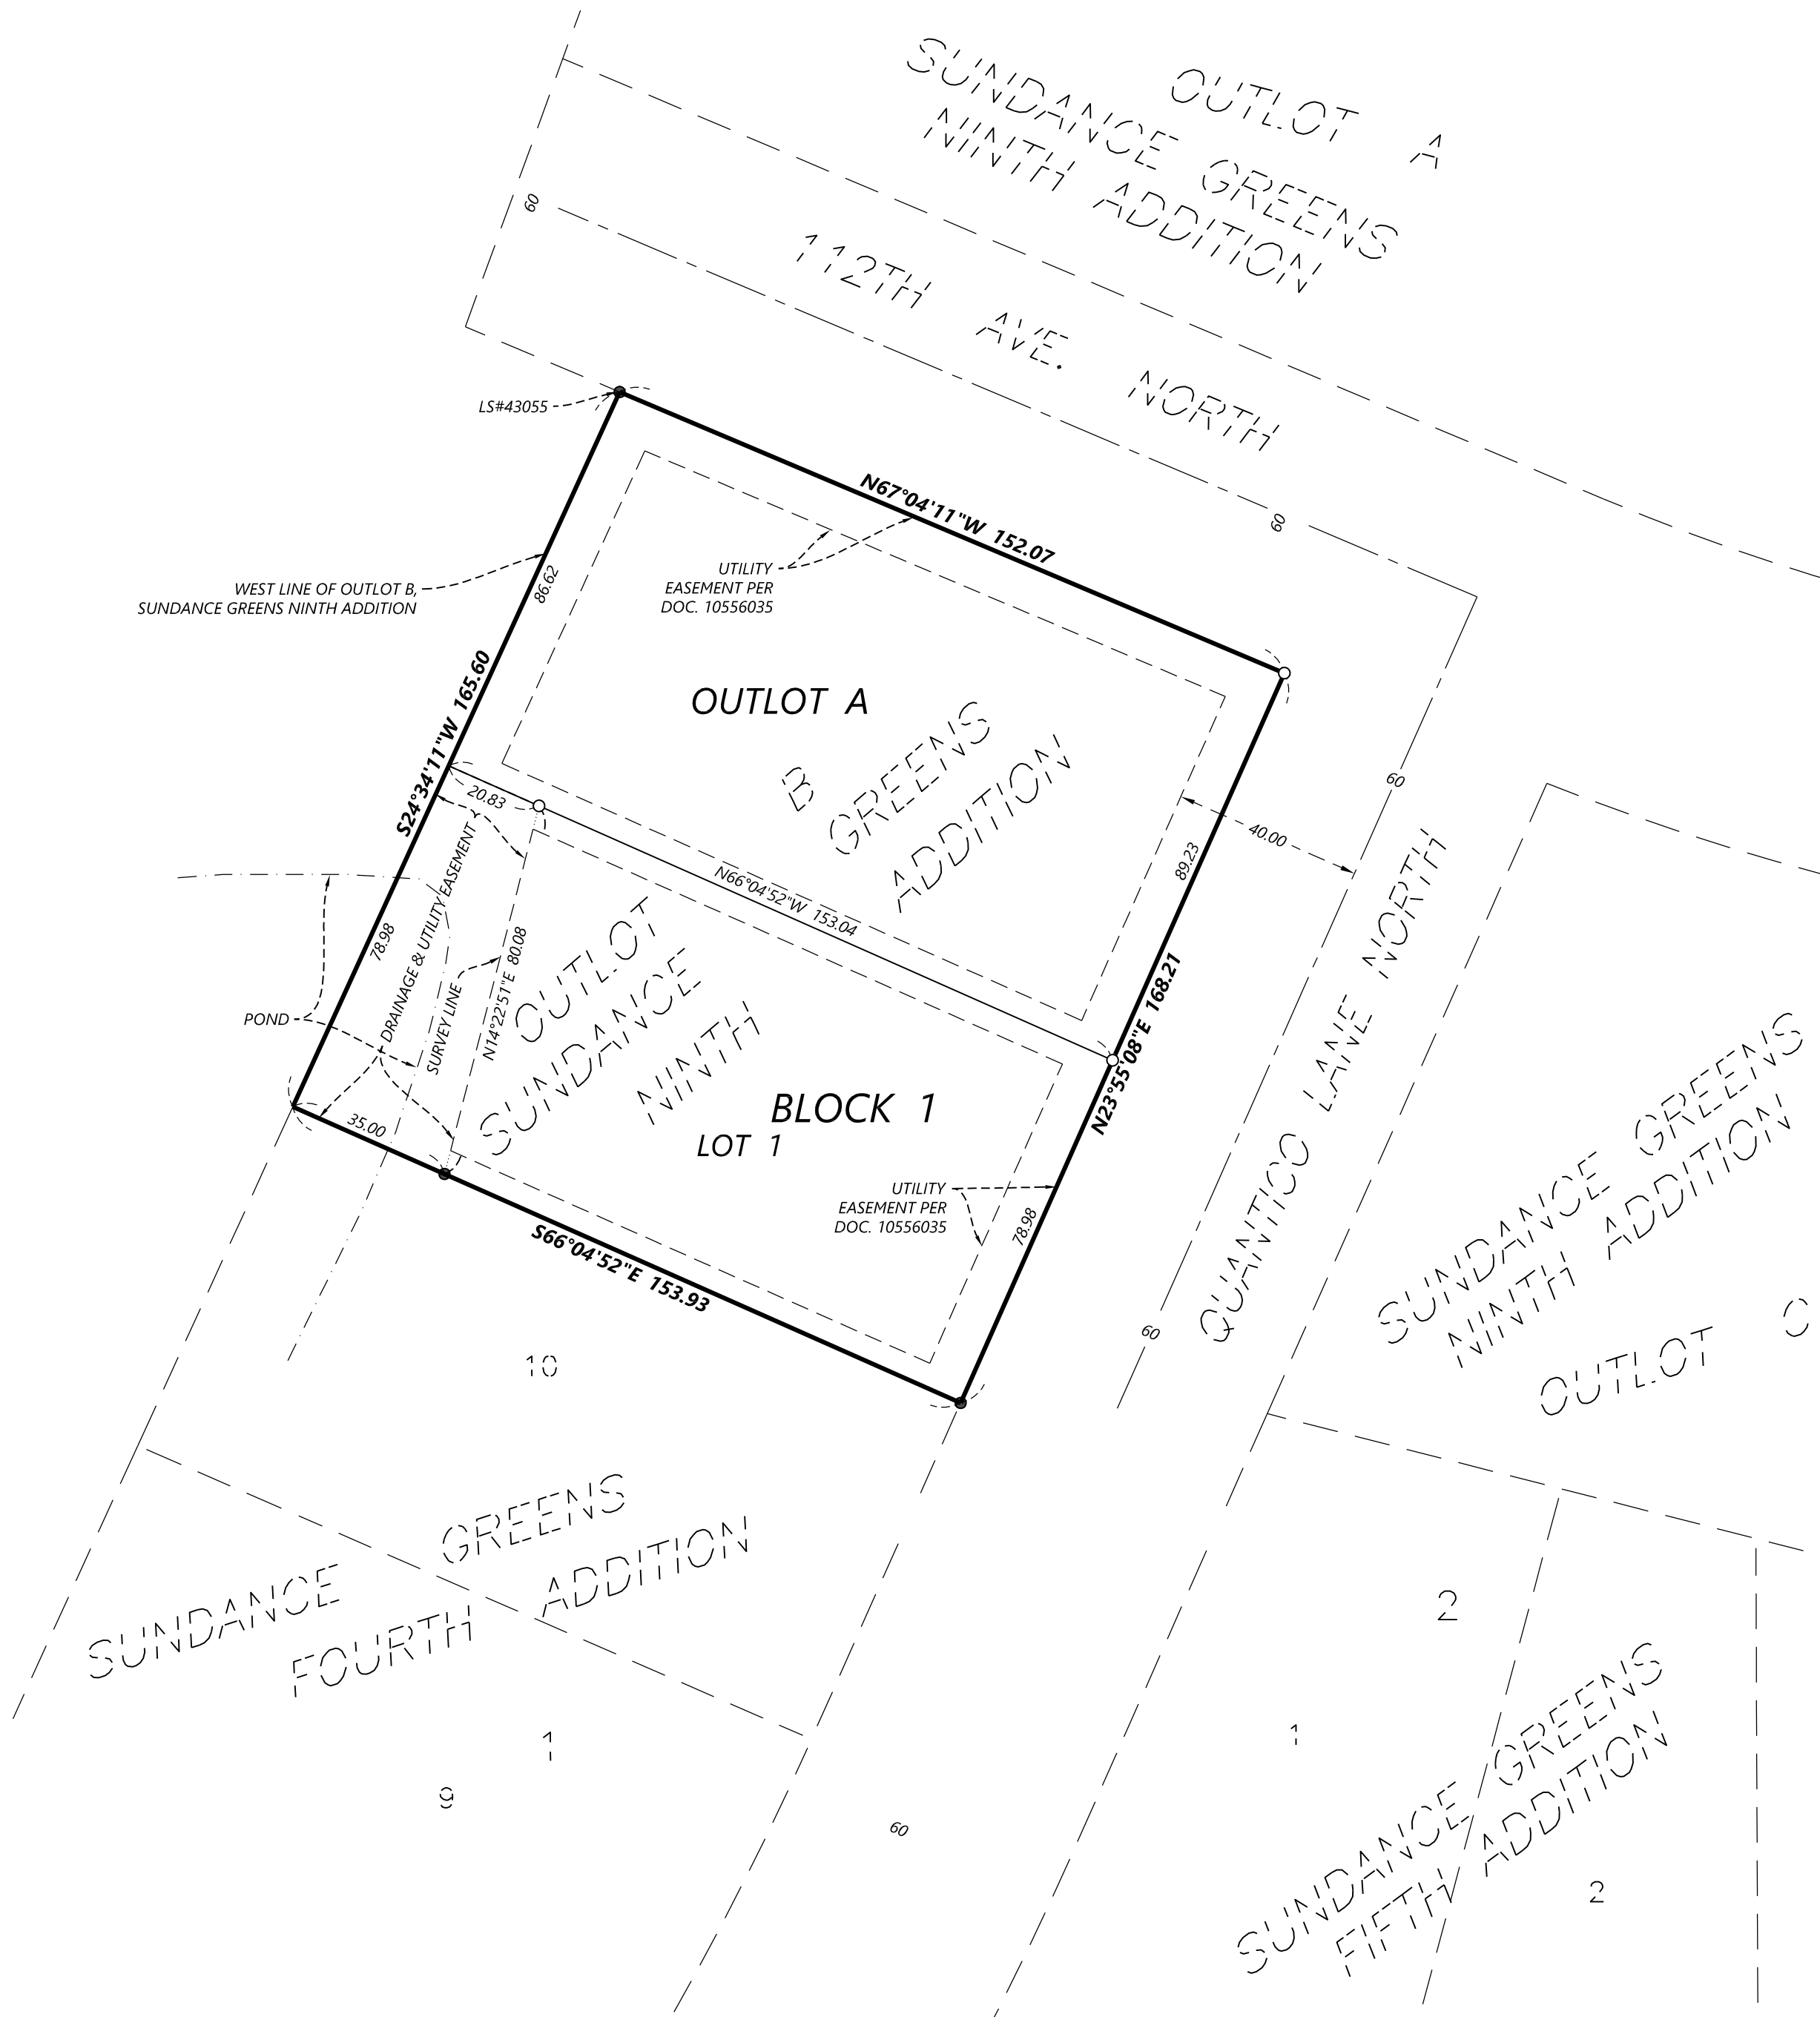 OUTLOT A
SUNDANCE GREENS
NINTH ADDITION
60
112TH AVE. NORTH
LS#43055
60
N67°04'11"W 152.07
UTILITY
EASEMENT PER
DOC. 10556035
WEST LINE OF OUTLOT B,
SUNDANCE GREENS NINTH ADDITION
86.62
S24°34'11"W 165.60
OUTLOT A
OUTLOT B
SUNDANCE GREENS
NINTH ADDITION
60
40.00
89.23
20.83
N66°04'52"W 153.04
DRAINAGE & UTILITY EASEMENT
78.98
SURVEY LINE
N14°22'51"E 80.08
POND
QUANTICO LANE NORTH
N23°55'08"E 168.21
BLOCK 1
LOT 1
35.00
UTILITY
EASEMENT PER
DOC. 10556035
78.98
S66°04'52"E 153.93
60
SUNDANCE GREENS
NINTH ADDITION
OUTLOT C
10
SUNDANCE GREENS
FOURTH ADDITION
1
9
60
2
1
SUNDANCE GREENS
FIFTH ADDITION
2